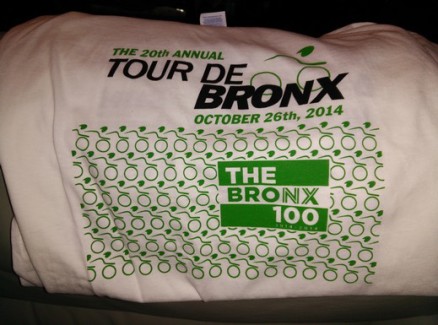 THE 20th ANNUAL
TOUR DE
BRONX
OCTOBER 26th, 2014
THE
BRONX
100